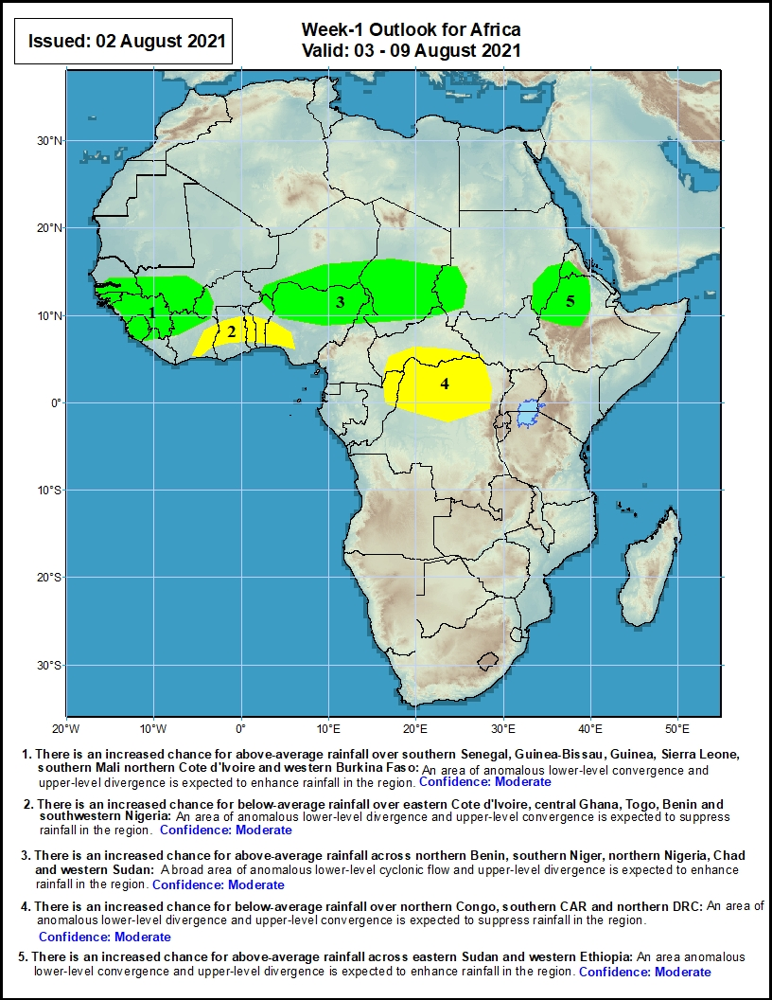 Issued: 02 August 2021
Week-1 Outlook for Africa
Valid: 03 - 09 August 2021
30°N
20°N
10°N
0°
10°S
20°S
30°S
1
2
3
4
5
20°W
10°W
0°
10°E
20°E
30°E
40°E
50°E
1. There is an increased chance for above-average rainfall over southern Senegal, Guinea-Bissau, Guinea, Sierra Leone,
southern Mali northern Cote d'Ivoire and western Burkina Faso: An area of anomalous lower-level convergence and
upper-level divergence is expected to enhance rainfall in the region. Confidence: Moderate
2. There is an increased chance for below-average rainfall over eastern Cote d'Ivoire, central Ghana, Togo, Benin and
southwestern Nigeria: An area of anomalous lower-level divergence and upper-level convergence is expected to suppress
rainfall in the region. Confidence: Moderate
3. There is an increased chance for above-average rainfall across northern Benin, southern Niger, northern Nigeria, Chad
and western Sudan: A broad area of anomalous lower-level cyclonic flow and upper-level divergence is expected to enhance
rainfall in the region. Confidence: Moderate
4. There is an increased chance for below-average rainfall over northern Congo, southern CAR and northern DRC: An area of
anomalous lower-level divergence and upper-level convergence is expected to suppress rainfall in the region.
Confidence: Moderate
5. There is an increased chance for above-average rainfall across eastern Sudan and western Ethiopia: An area anomalous
lower-level convergence and upper-level divergence is expected to enhance rainfall in the region. Confidence: Moderate